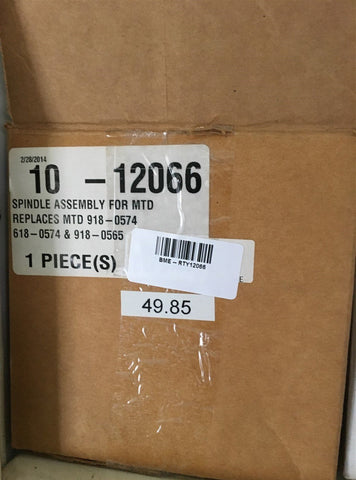 2/28/2014
10 -12066
SPINDLE ASSEMBLY FOR MTD
REPLACES MTD 918-0574
618-0574 & 918-0565
1 PIECE(S)
BME - RTY12066
E
49.85